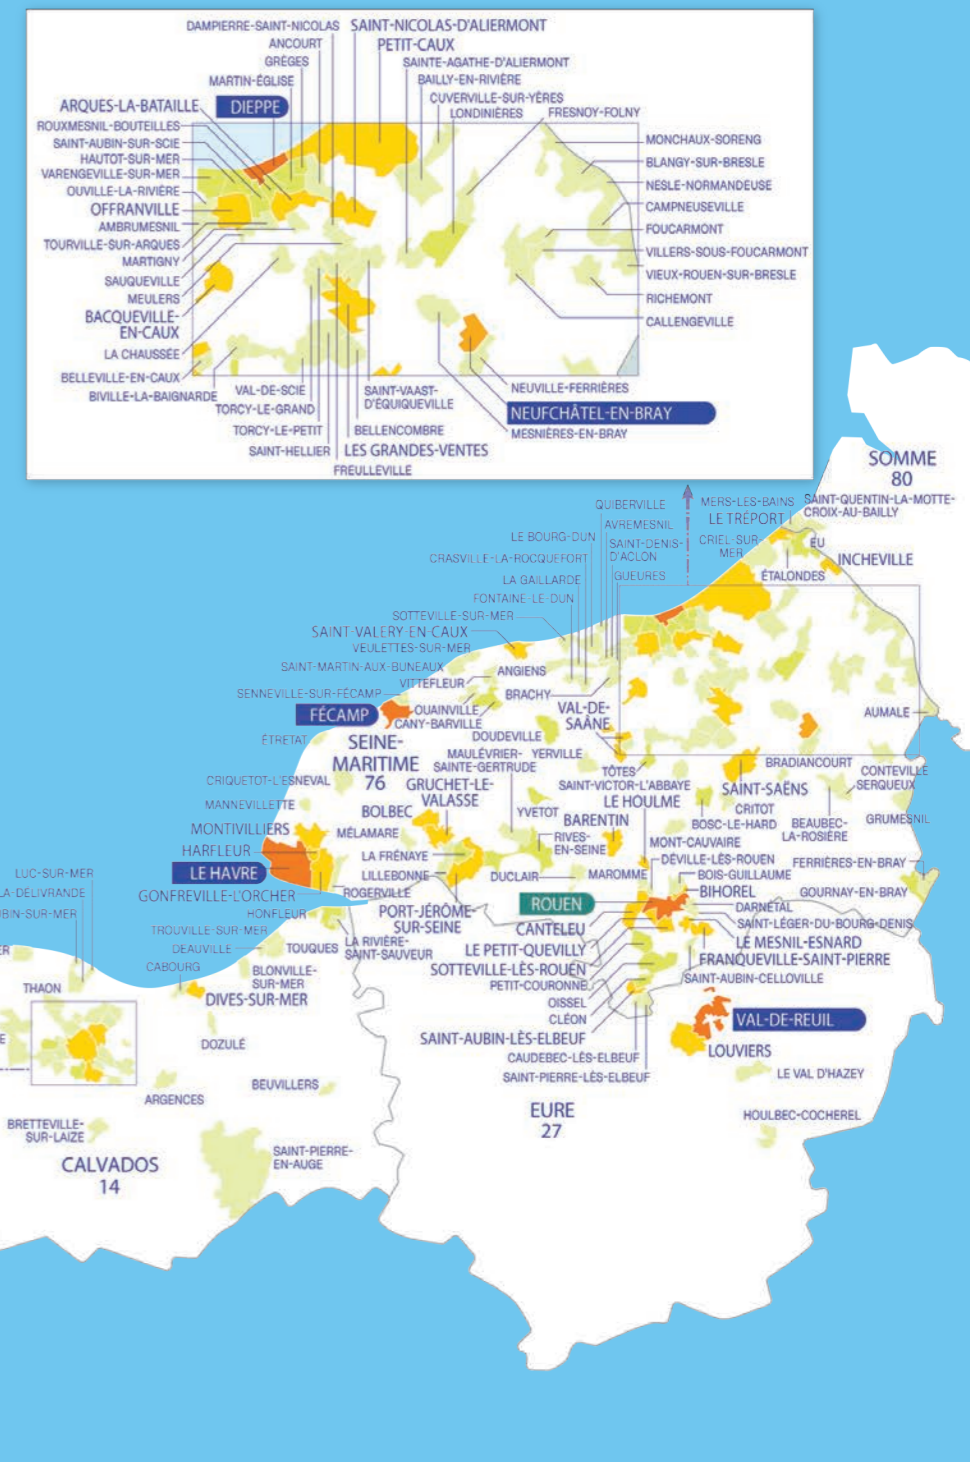 DAMPIERRE-SAINT-NICOLAS
SAINT-NICOLAS-D'ALIERMONT
ANCOURT
PETIT-CAUX
GRÈGES
SAINTE-AGATHE-D'ALIERMONT
MARTIN-ÉGLISE
BAILLY-EN-RIVIÈRE
CUVERVILLE-SUR-YÈRES
ARQUES-LA-BATAILLE
DIEPPE
LONDINIÈRES
FRESNOY-FOLNY
ROUXMESNIL-BOUTEILLES
SAINT-AUBIN-SUR-SCIE
MONCHAUX-SORENG
HAUTOT-SUR-MER
BLANGY-SUR-BRESLE
VARENGEVILLE-SUR-MER
NESLE-NORMANDEUSE
OUVILLE-LA-RIVIÈRE
OFFRANVILLE
CAMPNEUSEVILLE
AMBRUMESNIL
FOUCARMONT
TOURVILLE-SUR-ARQUES
VILLERS-SOUS-FOUCARMONT
MARTIGNY
VIEUX-ROUEN-SUR-BRESLE
SAUQUEVILLE
MEULERS
RICHEMONT
BACQUEVILLE-
EN-CAUX
CALLENGEVILLE
LA CHAUSSÉE
BELLEVILLE-EN-CAUX
BIVILLE-LA-BAIGNARDE
VAL-DE-SCIE
SAINT-VAAST-
D'ÉQUIQUEVILLE
NEUVILLE-FERRIÈRES
TORCY-LE-GRAND
NEUFCHÂTEL-EN-BRAY
TORCY-LE-PETIT
BELLENCOMBRE
MESNIÈRES-EN-BRAY
SAINT-HELLIER
LES GRANDES-VENTES
FREULLEVILLE
SOMME
80
QUIBERVILLE
MERS-LES-BAINS
SAINT-QUENTIN-LA-MOTTE-
CROIX-AU-BAILLY
LE TRÉPORT
AVREMESNIL
LE BOURG-DUN
SAINT-DENIS-
D'ACLON
CRIEL-SUR-
MER
EU
INCHEVILLE
CRASVILLE-LA-ROCQUEFORT
ÉTALONDES
LA GAILLARDE
GUEURES
FONTAINE-LE-DUN
SOTTEVILLE-SUR-MER
SAINT-VALERY-EN-CAUX
VEULETTES-SUR-MER
SAINT-MARTIN-AUX-BUNEAUX
ANGIENS
VITTEFLEUR
SENNEVILLE-SUR-FÉCAMP
BRACHY
FÉCAMP
OUAINVILLE
CANY-BARVILLE
VAL-DE-
SAÂNE
AUMALE
ÉTRETAT
SEINE-
MARITIME
76
DOUDEVILLE
MAULÉVRIER-
SAINTE-GERTRUDE
YERVILLE
TÔTES
BRADIANCOURT
CONTEVILLE
CRIQUETOT-L'ESNEVAL
GRUCHET-LE-
VALASSE
SAINT-VICTOR-L'ABBAYE
SAINT-SAËNS
SERQUEUX
MANNEVILLETTE
BOLBEC
YVETOT
LE HOULME
CRITOT
BARENTIN
BOSC-LE-HARD
BEAUBEC-
LA-ROSIÈRE
GRUMESNIL
MONTIVILLIERS
MÉLAMARE
RIVES-
EN-SEINE
MONT-CAUVAIRE
HARFLEUR
LA FRÉNAYE
DÉVILLE-LÈS-ROUEN
FERRIÈRES-EN-BRAY
LE HAVRE
LILLEBONNE
DUCLAIR
MAROMME
BOIS-GUILLAUME
LUC-SUR-MER
GONFREVILLE-L'ORCHER
ROGERVILLE
BIHOREL
GOURNAY-EN-BRAY
LA-DÉLIVRANDE
ROUEN
DARNÉTAL
HONFLEUR
PORT-JÉRÔME-
SUR-SEINE
BIN-SUR-MER
TROUVILLE-SUR-MER
CANTELEU
SAINT-LÉGER-DU-BOURG-DENIS
LA RIVIÈRE-
SAINT-SAUVEUR
DEAUVILLE
TOUQUES
LE PETIT-QUEVILLY
LE MESNIL-ESNARD
ER
FRANQUEVILLE-SAINT-PIERRE
CABOURG
BLONVILLE-
SUR-MER
SOTTEVILLE-LÈS-ROUEN
SAINT-AUBIN-CELLOVILLE
THAON
PETIT-COURONNE
DIVES-SUR-MER
OISSEL
CLÉON
VAL-DE-REUIL
E
DOZULÉ
SAINT-AUBIN-LÈS-ELBEUF
LOUVIERS
CAUDEBEC-LÈS-ELBEUF
SAINT-PIERRE-LÈS-ELBEUF
LE VAL D'HAZEY
ARGENCES
BEUVILLERS
EURE
27
HOULBEC-COCHEREL
BRETTEVILLE-
SUR-LAIZE
SAINT-PIERRE-
EN-AUGE
CALVADOS
14